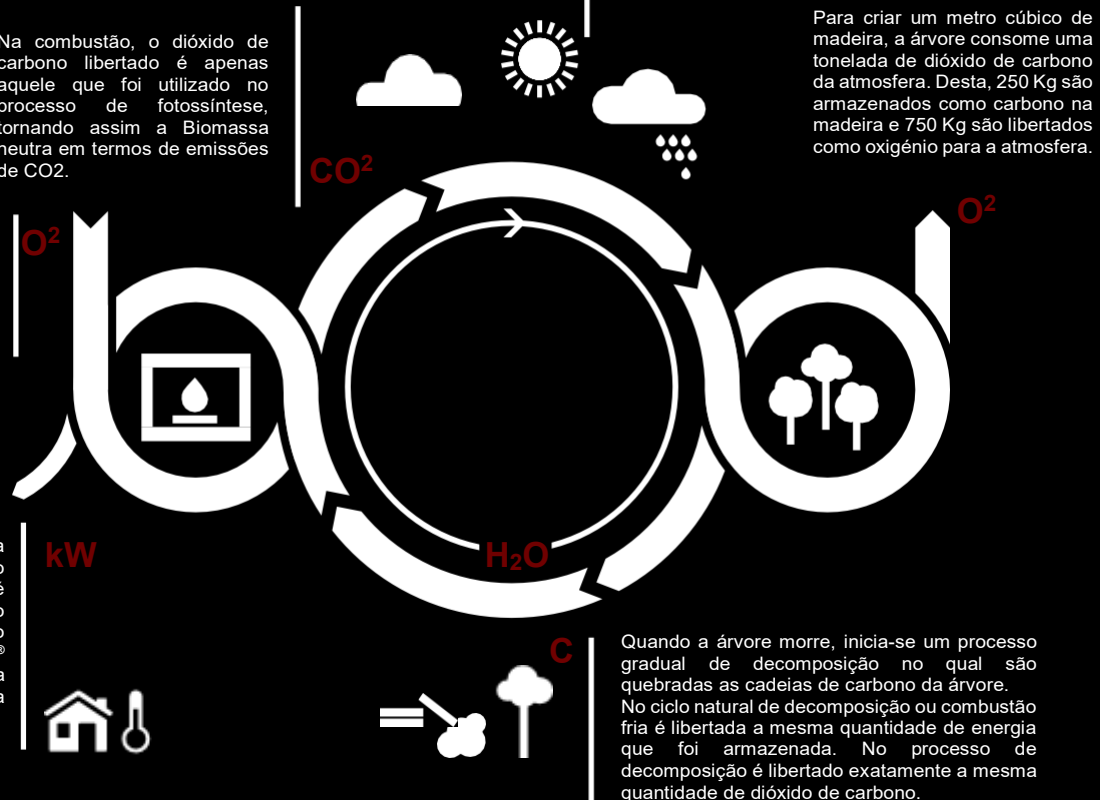 Na combustão, o dióxido de
carbono libertado é apenas
aquele que foi utilizado no
processo de fotossíntese,
tornando assim a Biomassa
neutra em termos de emissões
de CO2.
Para criar um metro cúbico de
madeira, a árvore consome uma
tonelada de dióxido de carbono
da atmosfera. Desta, 250 Kg são
armazenados como carbono na
madeira e 750 Kg são libertados
como oxigénio para a atmosfera.
CO²
O²
O²
kW
H₂O
a
o
é
o
o
®
a
a
C
Quando a árvore morre, inicia-se um processo
gradual de decomposição no qual são
quebradas as cadeias de carbono da árvore.
No ciclo natural de decomposição ou combustão
fria é libertada a mesma quantidade de energia
que foi armazenada. No processo de
decomposição é libertado exatamente a mesma
quantidade de dióxido de carbono.